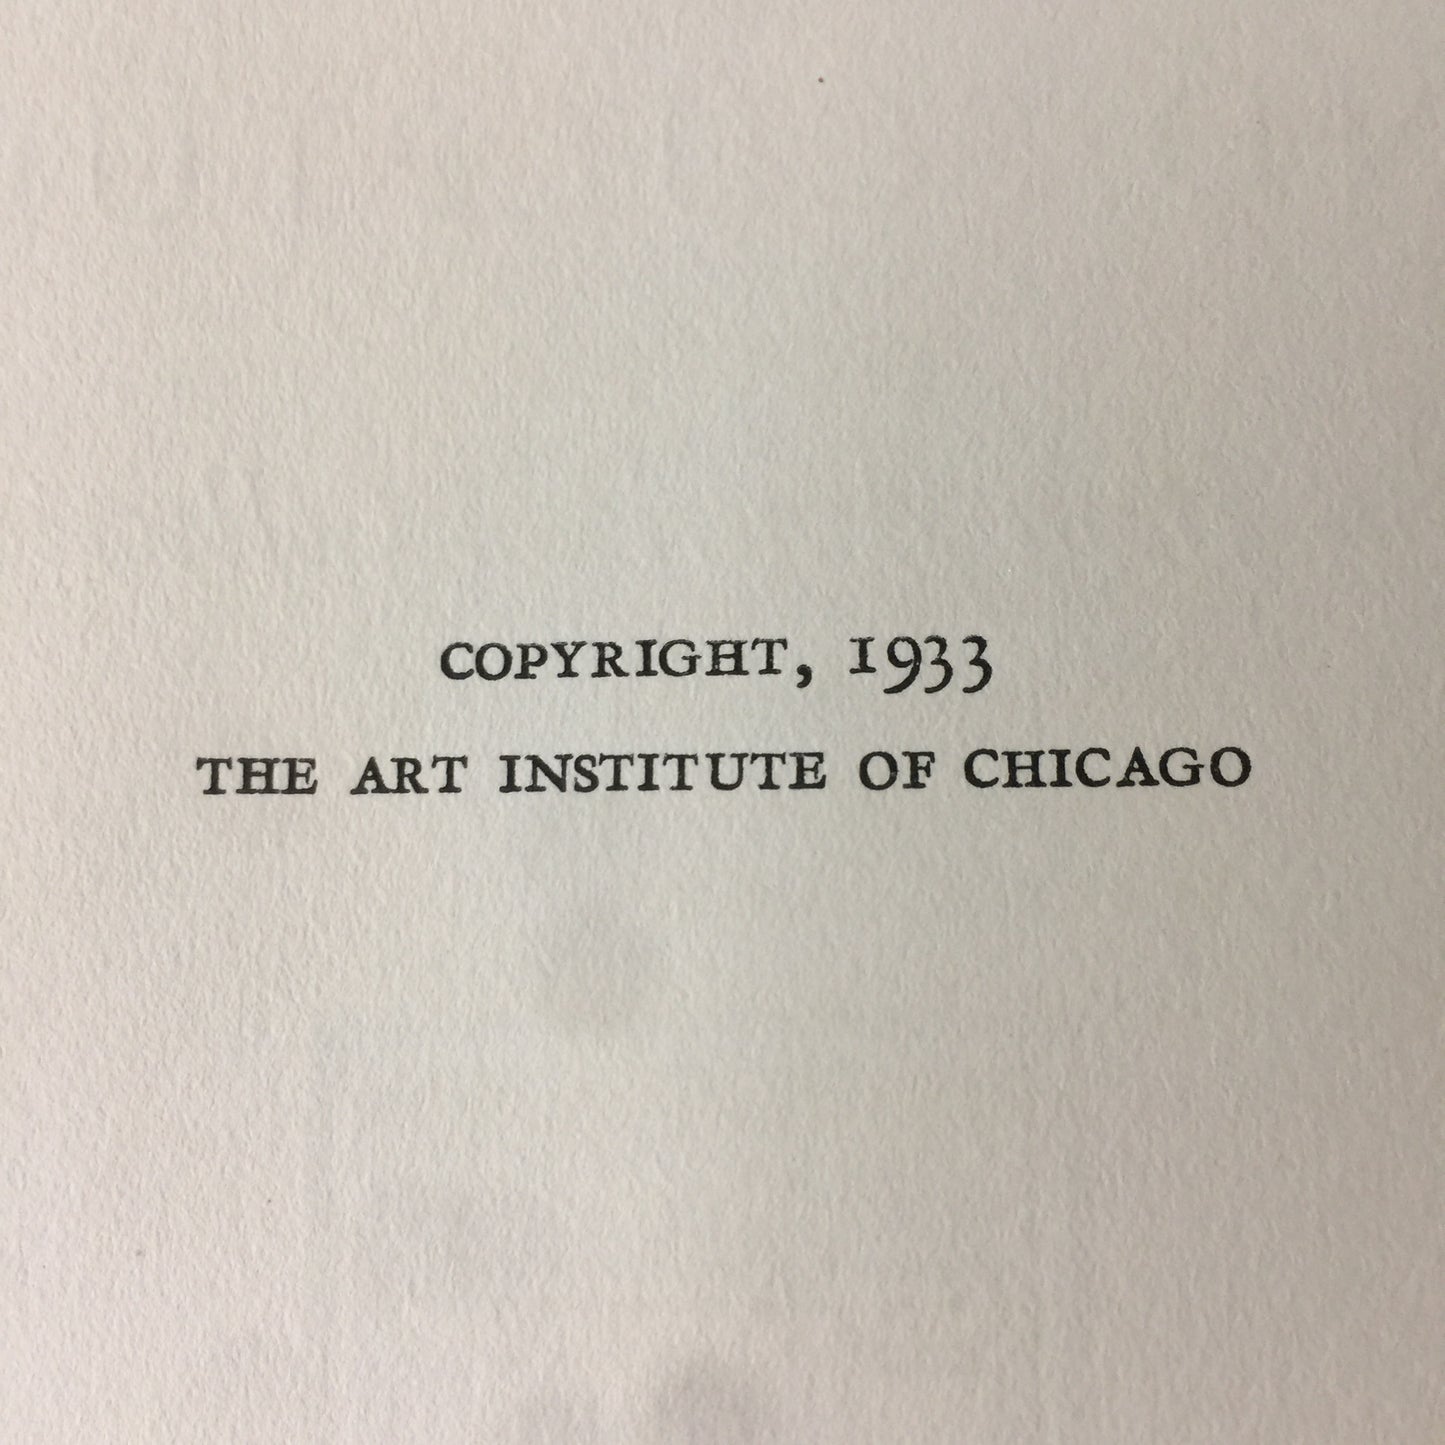 COPYRIGHT, 1933
THE ART INSTITUTE OF CHICAGO